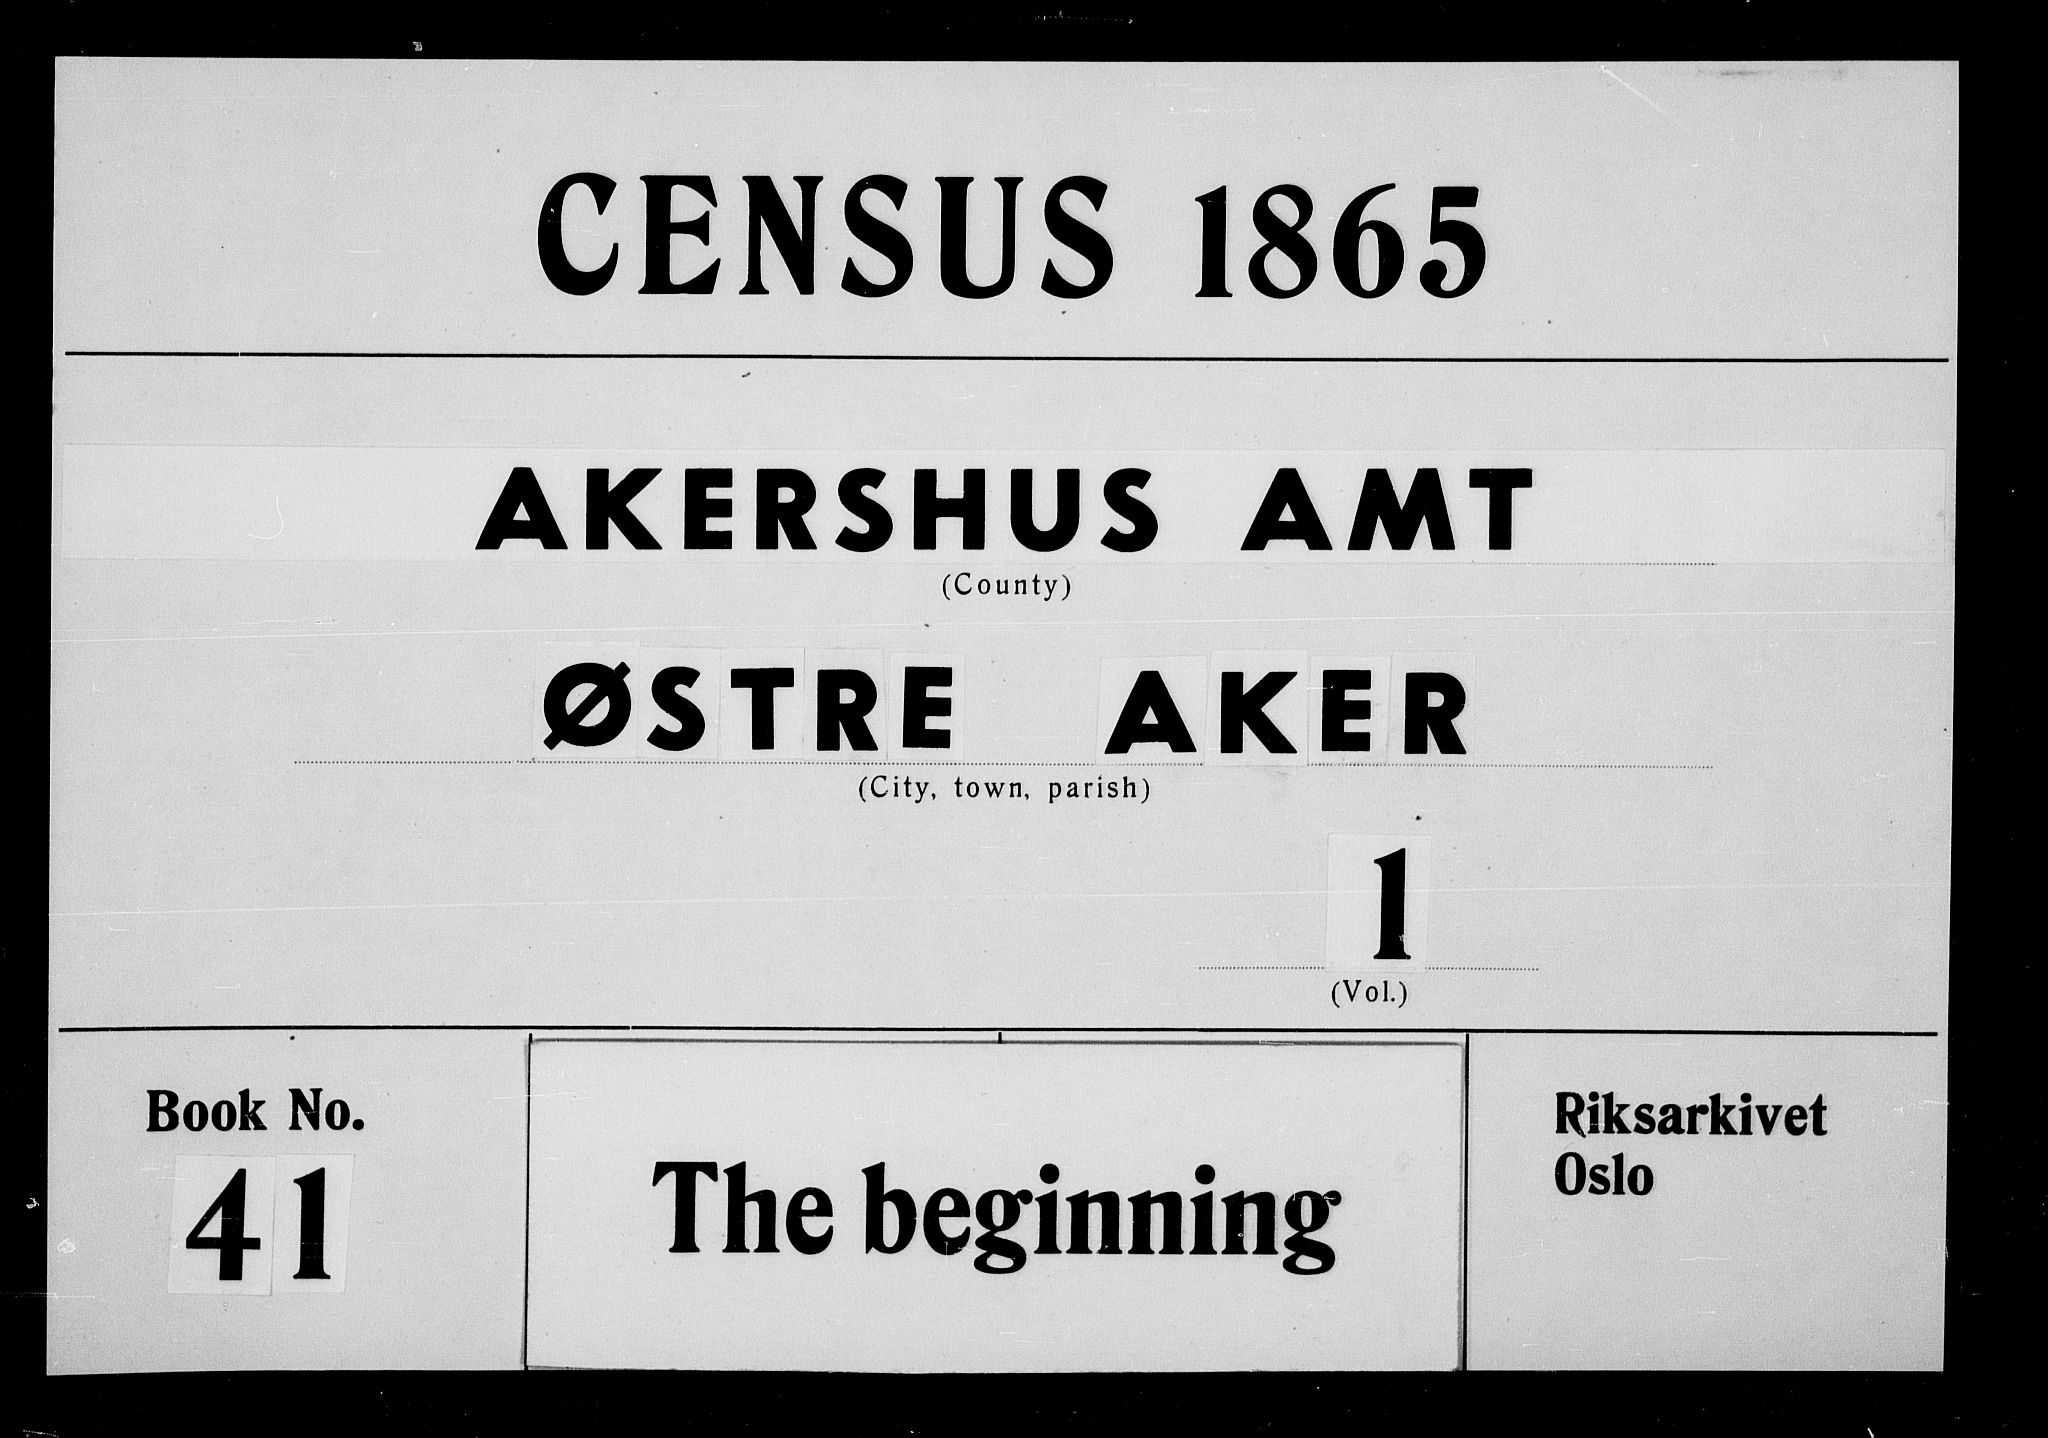 CENSUS 1865
AKERSHUS AMT
(County)
ØSTRE AKER
(City, town, parish)
1
(Vol.)
Book No.
41
The beginning
Riksarkivet
Oslo